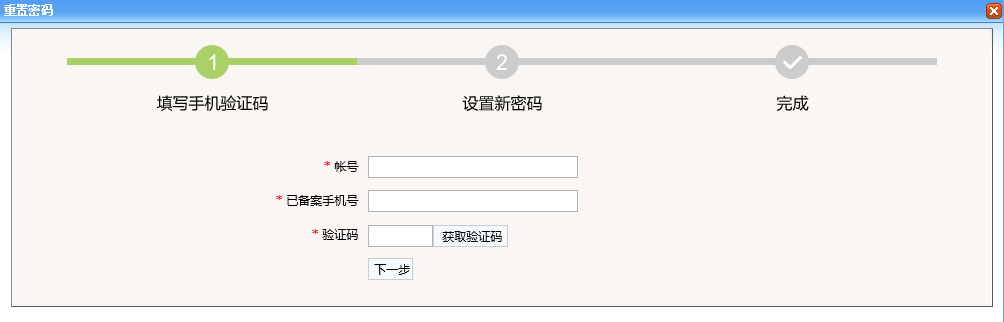 重置密码
1
2
填写手机验证码
设置新密码
完成
* 帐号
* 已备案手机号
* 验证码 获取验证码
下一步